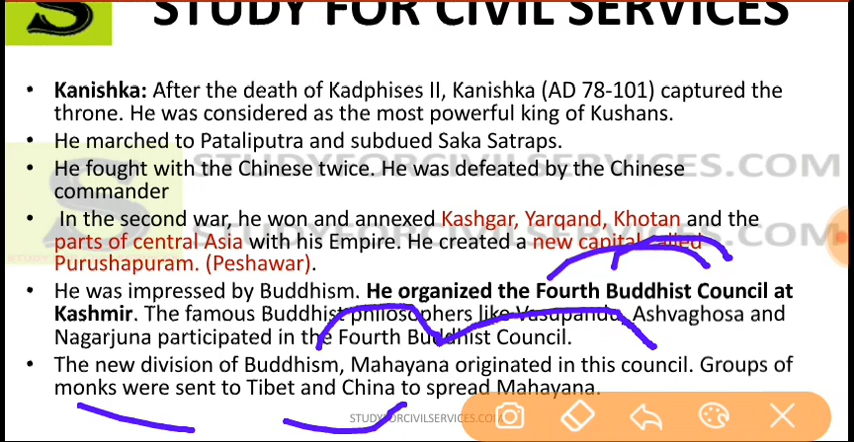 S STUDY FOR CIVIL SERVICES
• Kanishka: After the death of Kadphises II, Kanishka (AD 78-101) captured the
throne. He was considered as the most powerful king of Kushans.
• He marched to Pataliputra and subdued Saka Satraps.
• He fought with the Chinese twice. He was defeated by the Chinese
commander
• In the second war, he won and annexed Kashgar, Yarqand, Khotan and the
parts of central Asia with his Empire. He created a new capital called
Purushapuram. (Peshawar).
• He was impressed by Buddhism. He organized the Fourth Buddhist Council at
Kashmir. The famous Buddhist philosophers like Vasupandu, Ashvaghosa and
Nagarjuna participated in the Fourth Buddhist Council.
• The new division of Buddhism, Mahayana originated in this council. Groups of
monks were sent to Tibet and China to spread Mahayana.
STUDYFORCIVILSERVICES.COM
STUDYFORCIVILSERVICES.COM